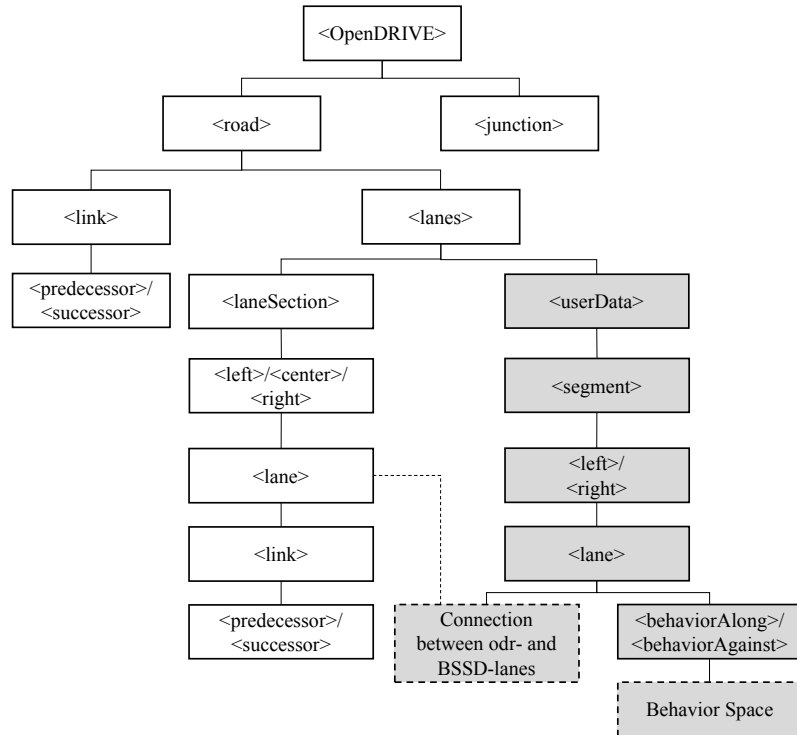 <OpenDRIVE>
<road>
<junction>
<link>
<lanes>
<predecessor>/
<successor>
<laneSection>
<userData>
<left>/<center>/
<right>
<segment>
<lane>
<left>/
<right>
<link>
<lane>
<predecessor>/
<successor>
Connection
between odr- and
BSSD-lanes
<behaviorAlong>/
<behaviorAgainst>
Behavior Space